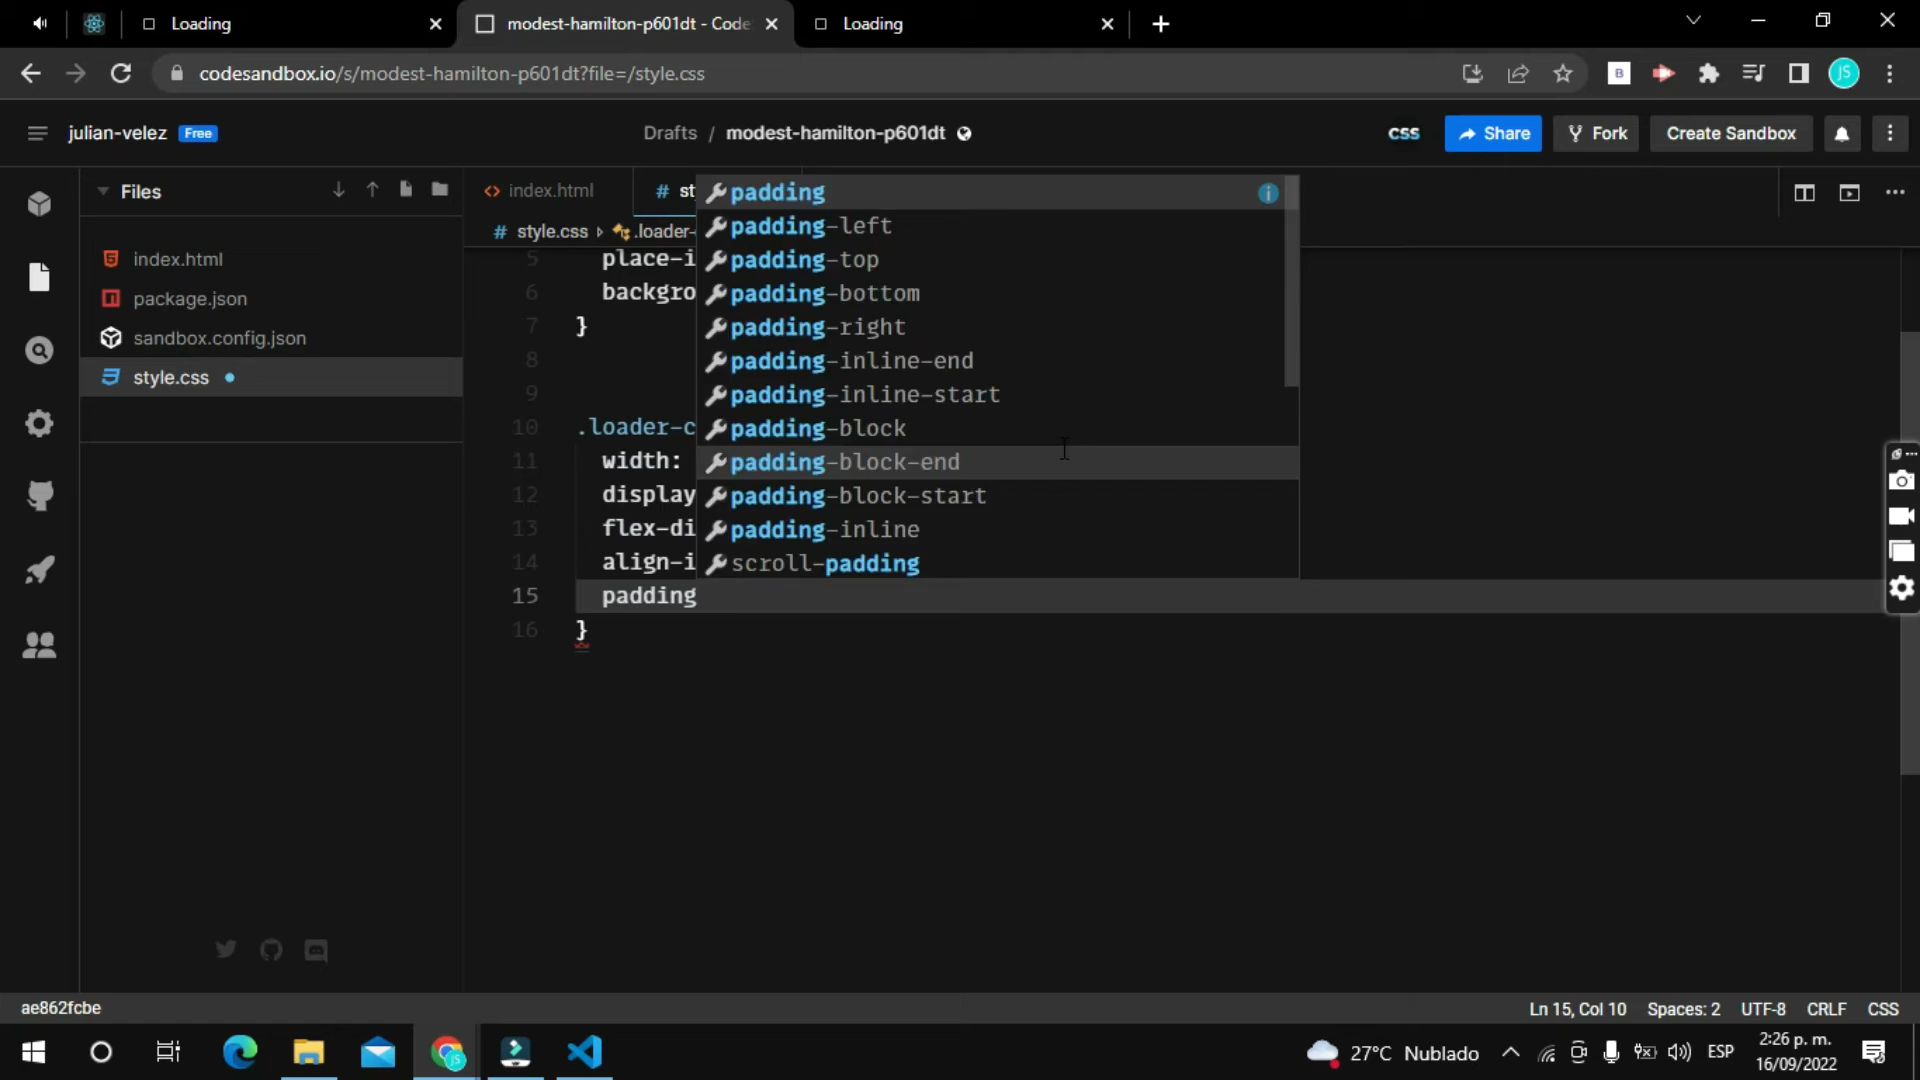 Loading
modest-hamilton-p601dt - Code
Loading
codesandbox.io/s/modest-hamilton-p601dt?file=/style.css
B
JS
julian-velez Free
Drafts / modest-hamilton-p601dt
CSS
Share
Fork
Create Sandbox
Files
index.html
package.json
sandbox.config.json
style.css
<> index.html
# st
# style.css .loader-
5 place-i
6 backgro
7 }
8
9
10 .loader-c
11 width:
12 display
13 flex-di
14 align-i
15 padding
16 }
padding
padding-left
padding-top
padding-bottom
padding-right
padding-inline-end
padding-inline-start
padding-block
padding-block-end
padding-block-start
padding-inline
scroll-padding
ae862fcbe
Ln 15, Col 10 Spaces: 2 UTF-8 CRLF CSS
JS
27°C Nublado
ESP
2:26 p. m.
16/09/2022